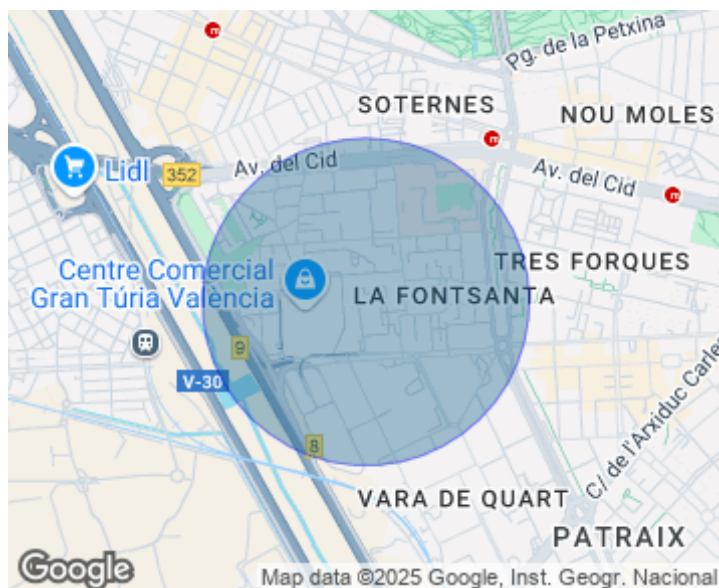 Pg. de la Petxina
SOTERNES
NOU MOLES
Av. del Cid
352
Lidl
Av. del Cid
Centre Comercial
Gran Túria València
TRES FORQUES
LA FONTSANTA
9
V-30
8
C/ de l'Arxiduc Carles
VARA DE QUART
PATRAIX
Google
Map data ©2025 Google, Inst. Geogr. Nacional